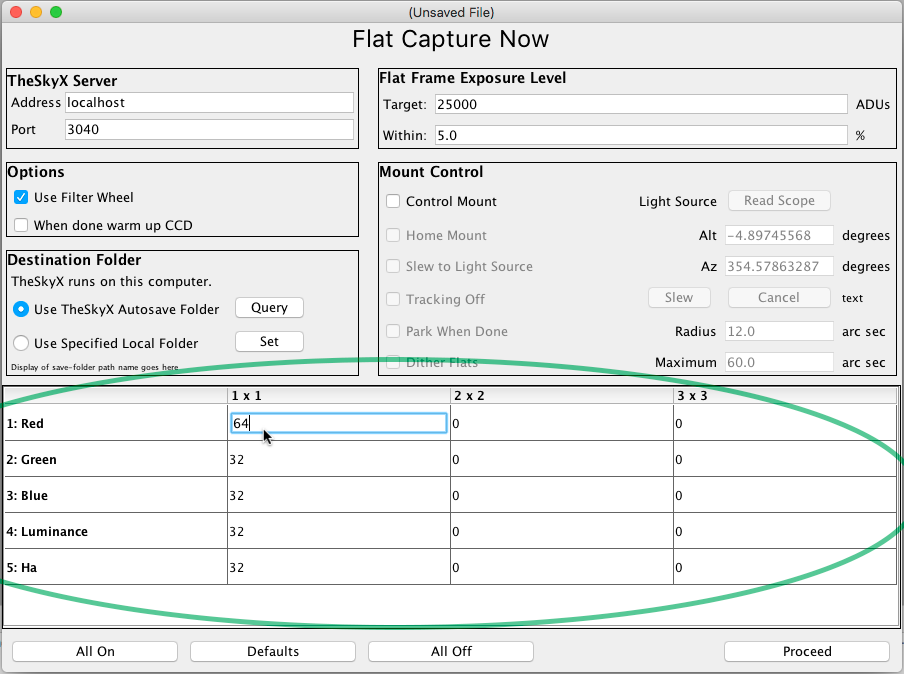 (Unsaved File)
Flat Capture Now
TheSkyX Server
Address localhost
Port 3040
Flat Frame Exposure Level
Target: 25000 ADUs
Within: 5.0 %
Options
Use Filter Wheel
When done warm up CCD
Destination Folder
TheSkyX runs on this computer.
Use TheSkyX Autosave Folder Query
Use Specified Local Folder Set
Display of save-folder path name goes here
Mount Control
Control Mount Light Source Read Scope
Home Mount Alt -4.89745568 degrees
Slew to Light Source Az 354.57863287 degrees
Tracking Off Slew Cancel text
Park When Done Radius 12.0 arc sec
Dither Flats Maximum 60.0 arc sec
1 x 1 2 x 2 3 x 3
1: Red 64 0 0
2: Green 32 0 0
3: Blue 32 0 0
4: Luminance 32 0 0
5: Ha 32 0 0
All On Defaults All Off Proceed